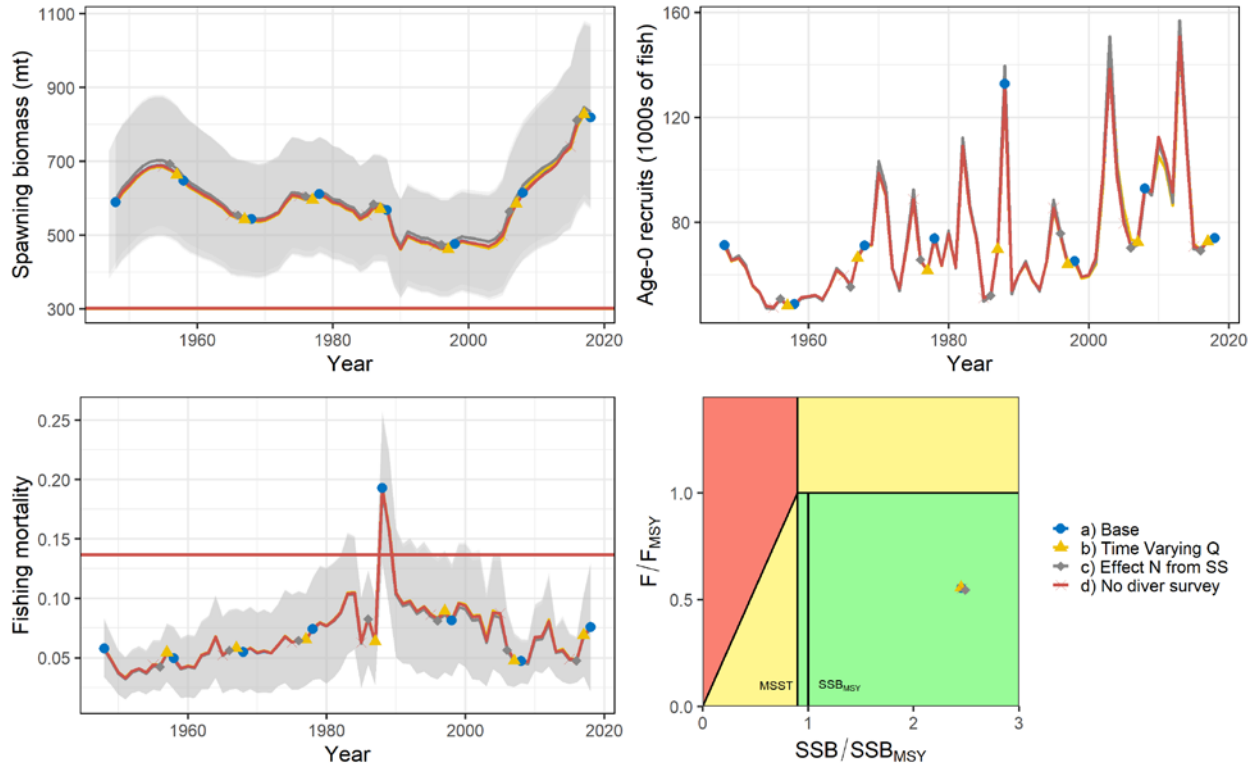 1100
900
700
500
300
Spawning biomass (mt)
1960
1980
2000
2020
Year
160
120
80
Age-0 recruits (1000s of fish)
1960
1980
2000
2020
Year
0.25
0.20
0.15
0.10
0.05
Fishing mortality
1960
1980
2000
2020
Year
1.0
0.5
0.0
F/F_MSY
MSST
SSB_MSY
0
1
2
3
SSB/SSB_MSY
a) Base
b) Time Varying Q
c) Effect N from SS
d) No diver survey